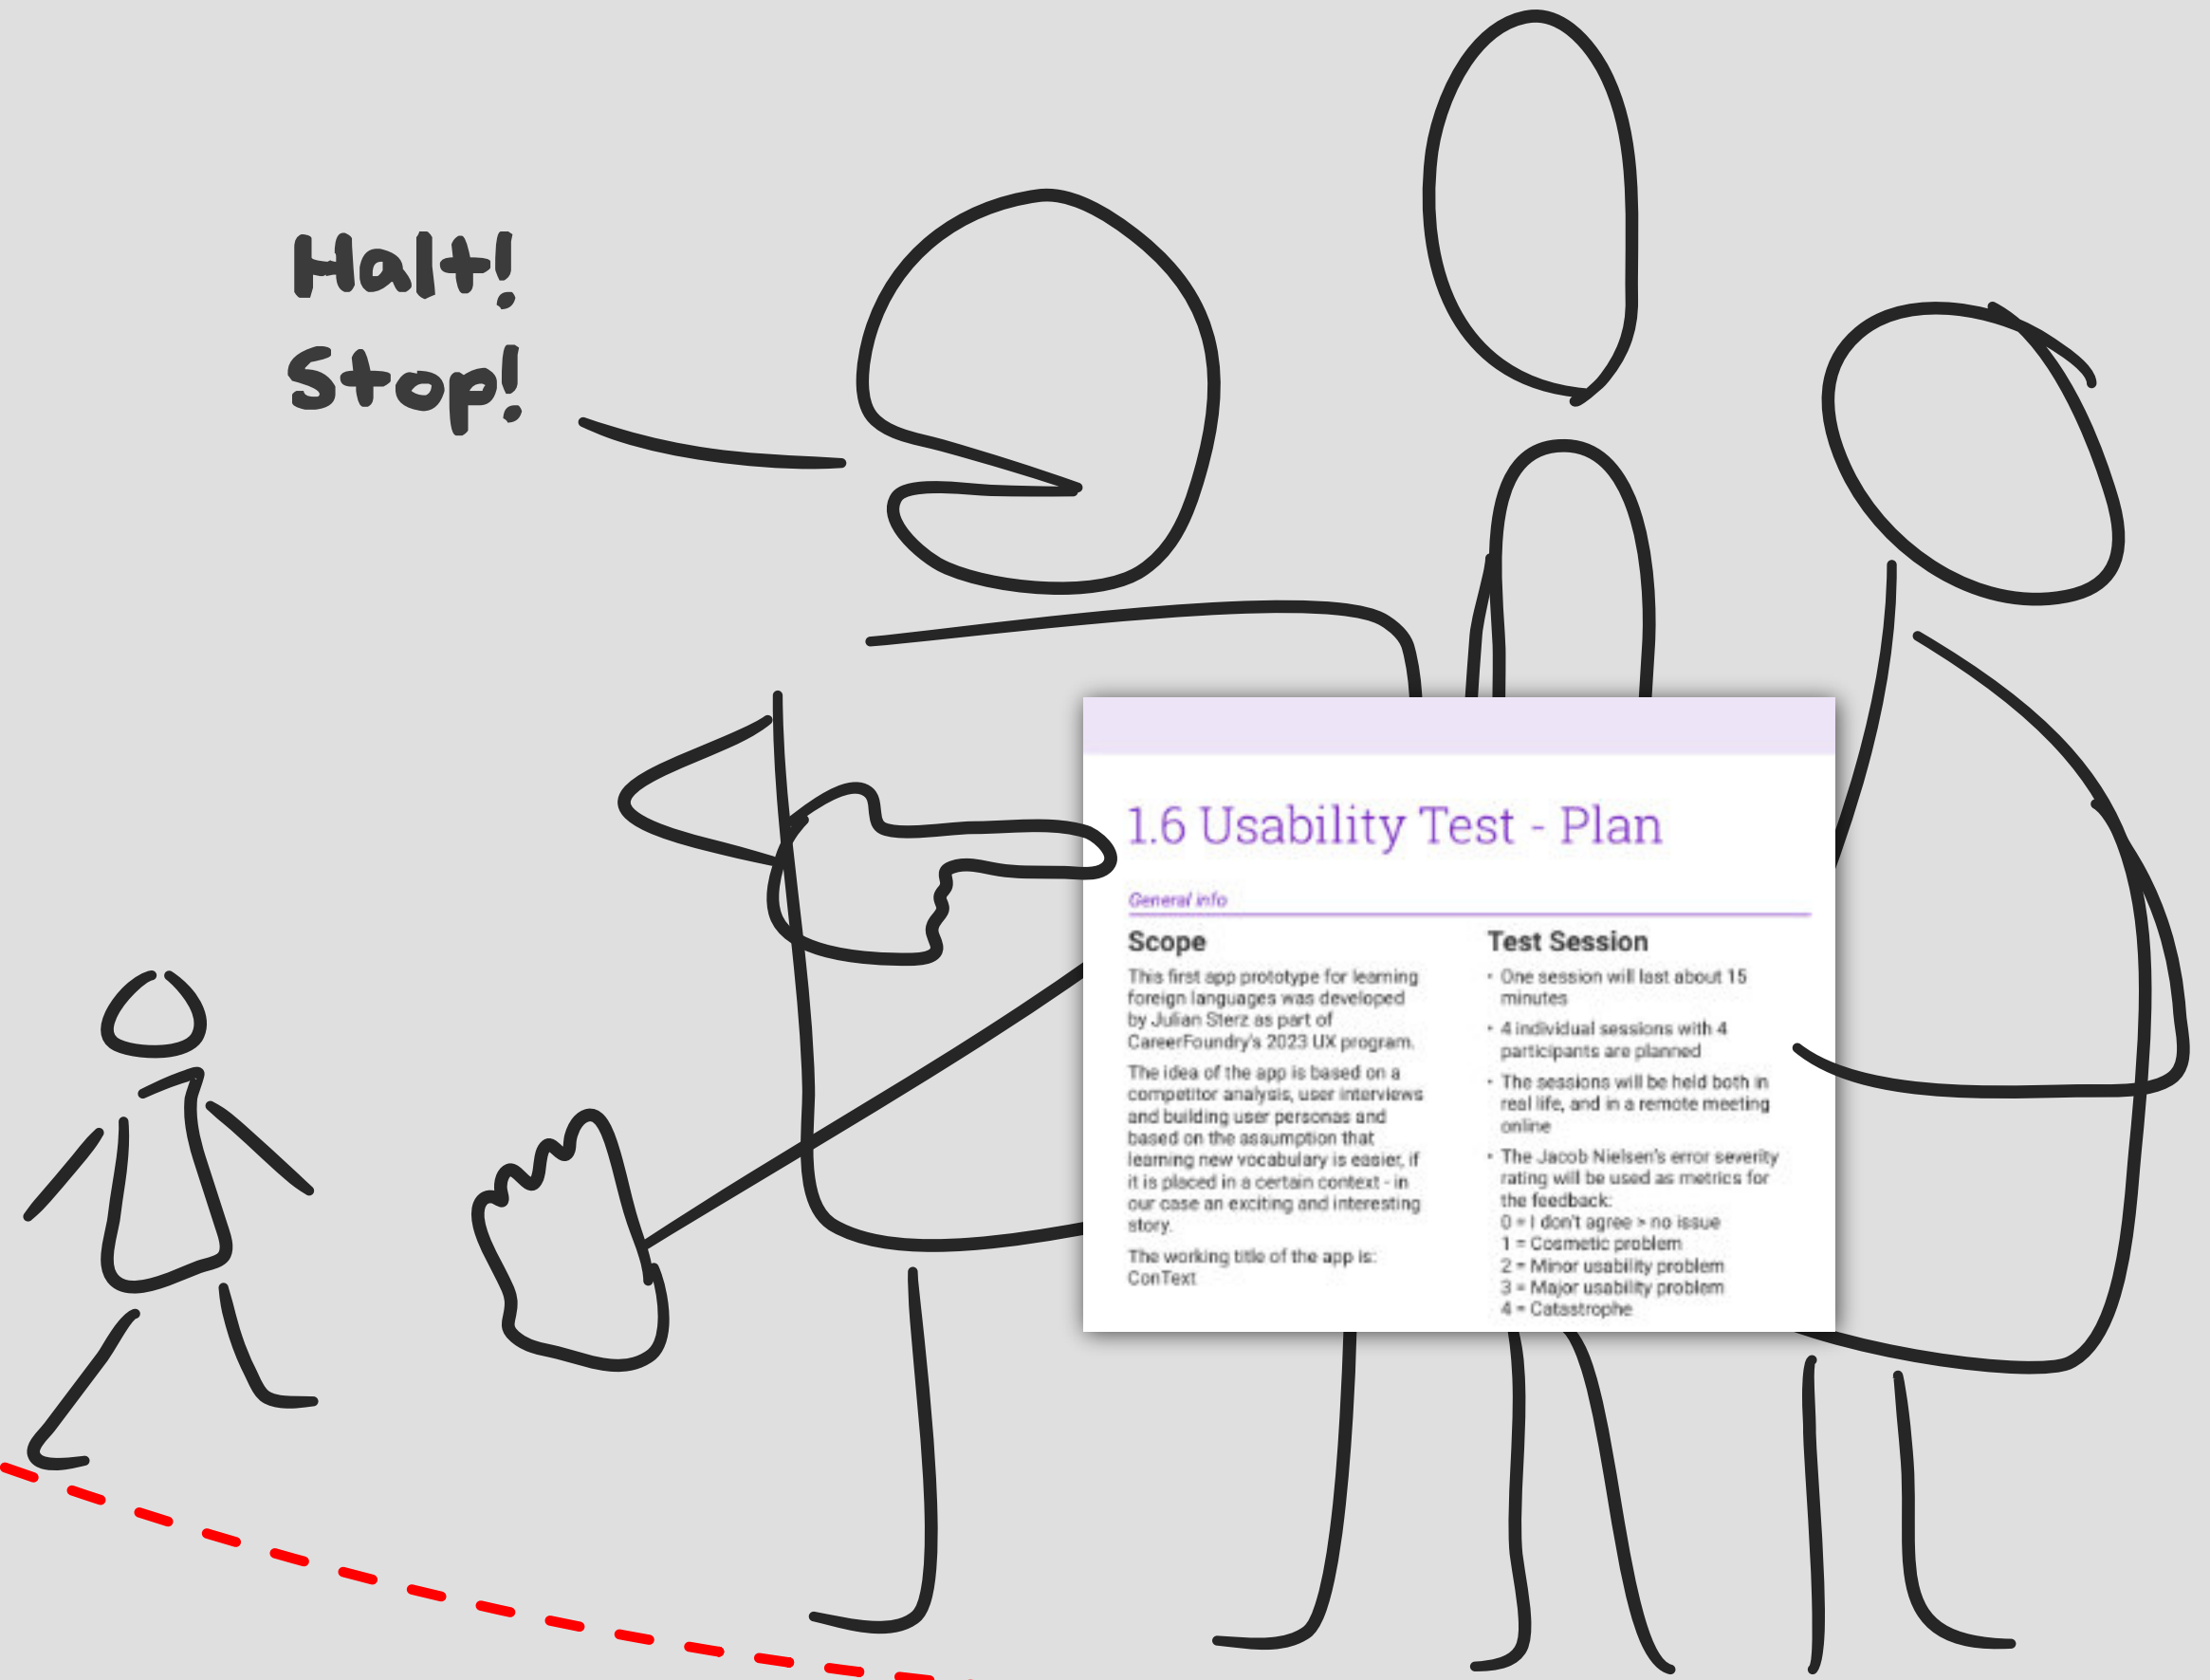 Halt!
Stop!
1.6 Usability Test - Plan
General info
Scope
This first app prototype for learning
foreign languages was developed
by Julian Sterz as part of
CareerFoundry's 2023 UX program.
The idea of the app is based on a
competitor analysis, user interviews
and building user personas and
based on the assumption that
learning new vocabulary is easier, if
it is placed in a certain context - in
our case an exciting and interesting
story.
The working title of the app is:
ConText
Test Session
• One session will last about 15
minutes
• 4 individual sessions with 4
participants are planned
• The sessions will be held both in
real life, and in a remote meeting
online
• The Jacob Nielsen's error severity
rating will be used as metrics for
the feedback:
0 = I don't agree > no issue
1 = Cosmetic problem
2 = Minor usability problem
3 = Major usability problem
4 = Catastrophe